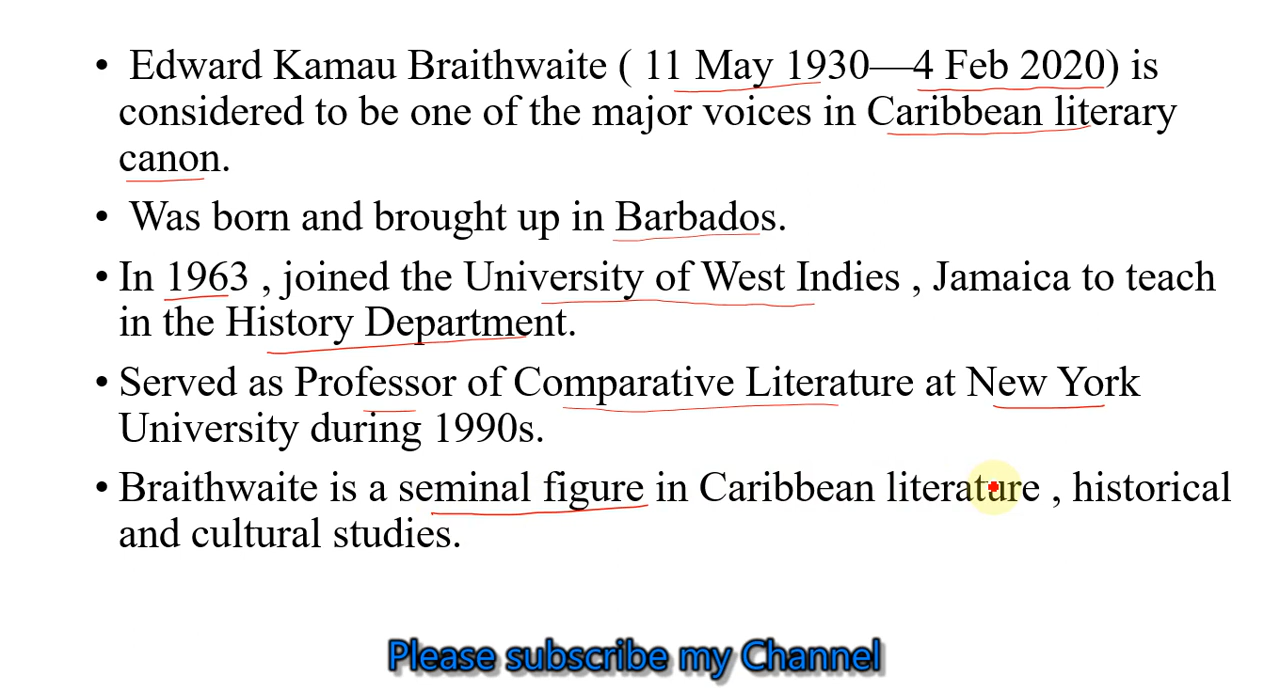 • Edward Kamau Braithwaite ( 11 May 1930—4 Feb 2020) is
considered to be one of the major voices in Caribbean literary
canon.
• Was born and brought up in Barbados.
• In 1963 , joined the University of West Indies , Jamaica to teach
in the History Department.
• Served as Professor of Comparative Literature at New York
University during 1990s.
• Braithwaite is a seminal figure in Caribbean literature , historical
and cultural studies.
Please subscribe my Channel